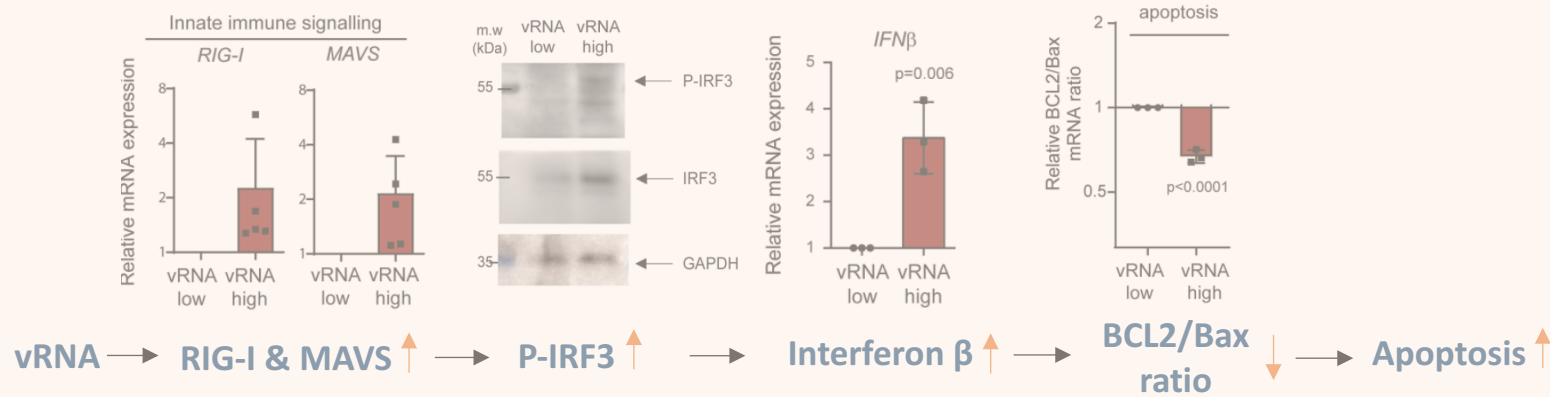 Innate immune signalling
RIG-I
MAVS
Relative mRNA expression
8
4
2
1
vRNA low
vRNA high
8
4
2
1
vRNA low
vRNA high
m.w (kDa)
vRNA low
vRNA high
55
P-IRF3
55
IRF3
35
GAPDH
IFNβ
Relative mRNA expression
5
4
3
2
1
p=0.006
vRNA low
vRNA high
apoptosis
Relative BCL2/Bax mRNA ratio
2
1
0.5
p<0.0001
vRNA low
vRNA high
vRNA
RIG-I & MAVS
P-IRF3
Interferon β
BCL2/Bax
ratio
Apoptosis